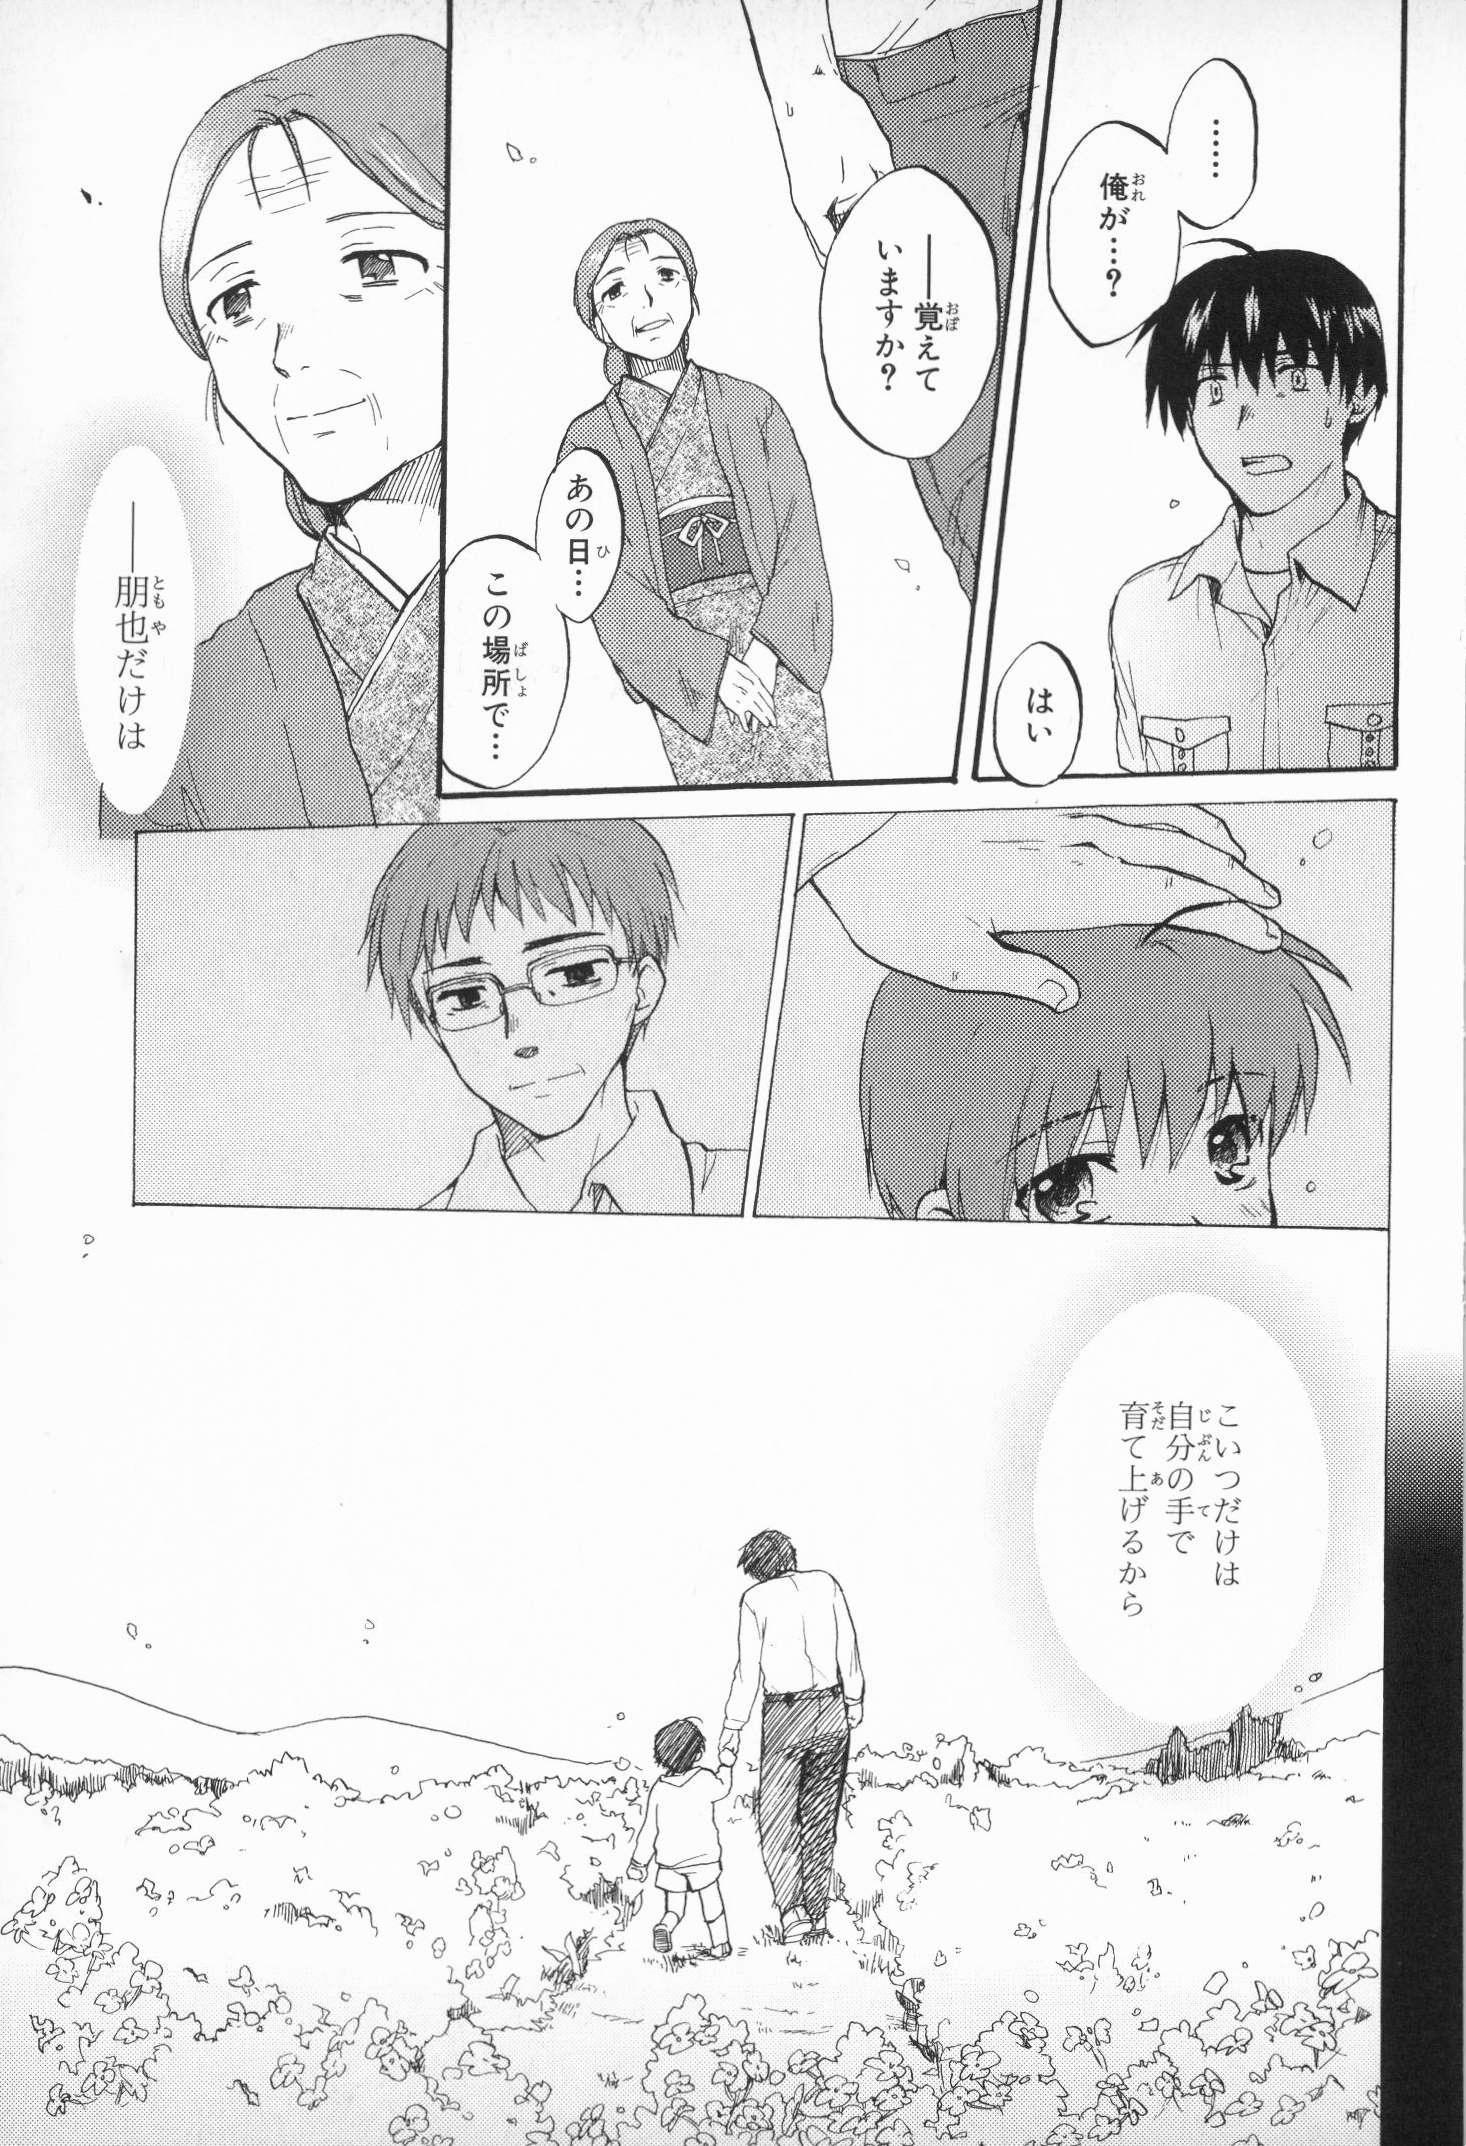 ……
俺が…？
はい
――覚えて
いますか？
あの日…
この場所で…
――朋也だけは
こいつだけは
自分の手で
育て上げるから